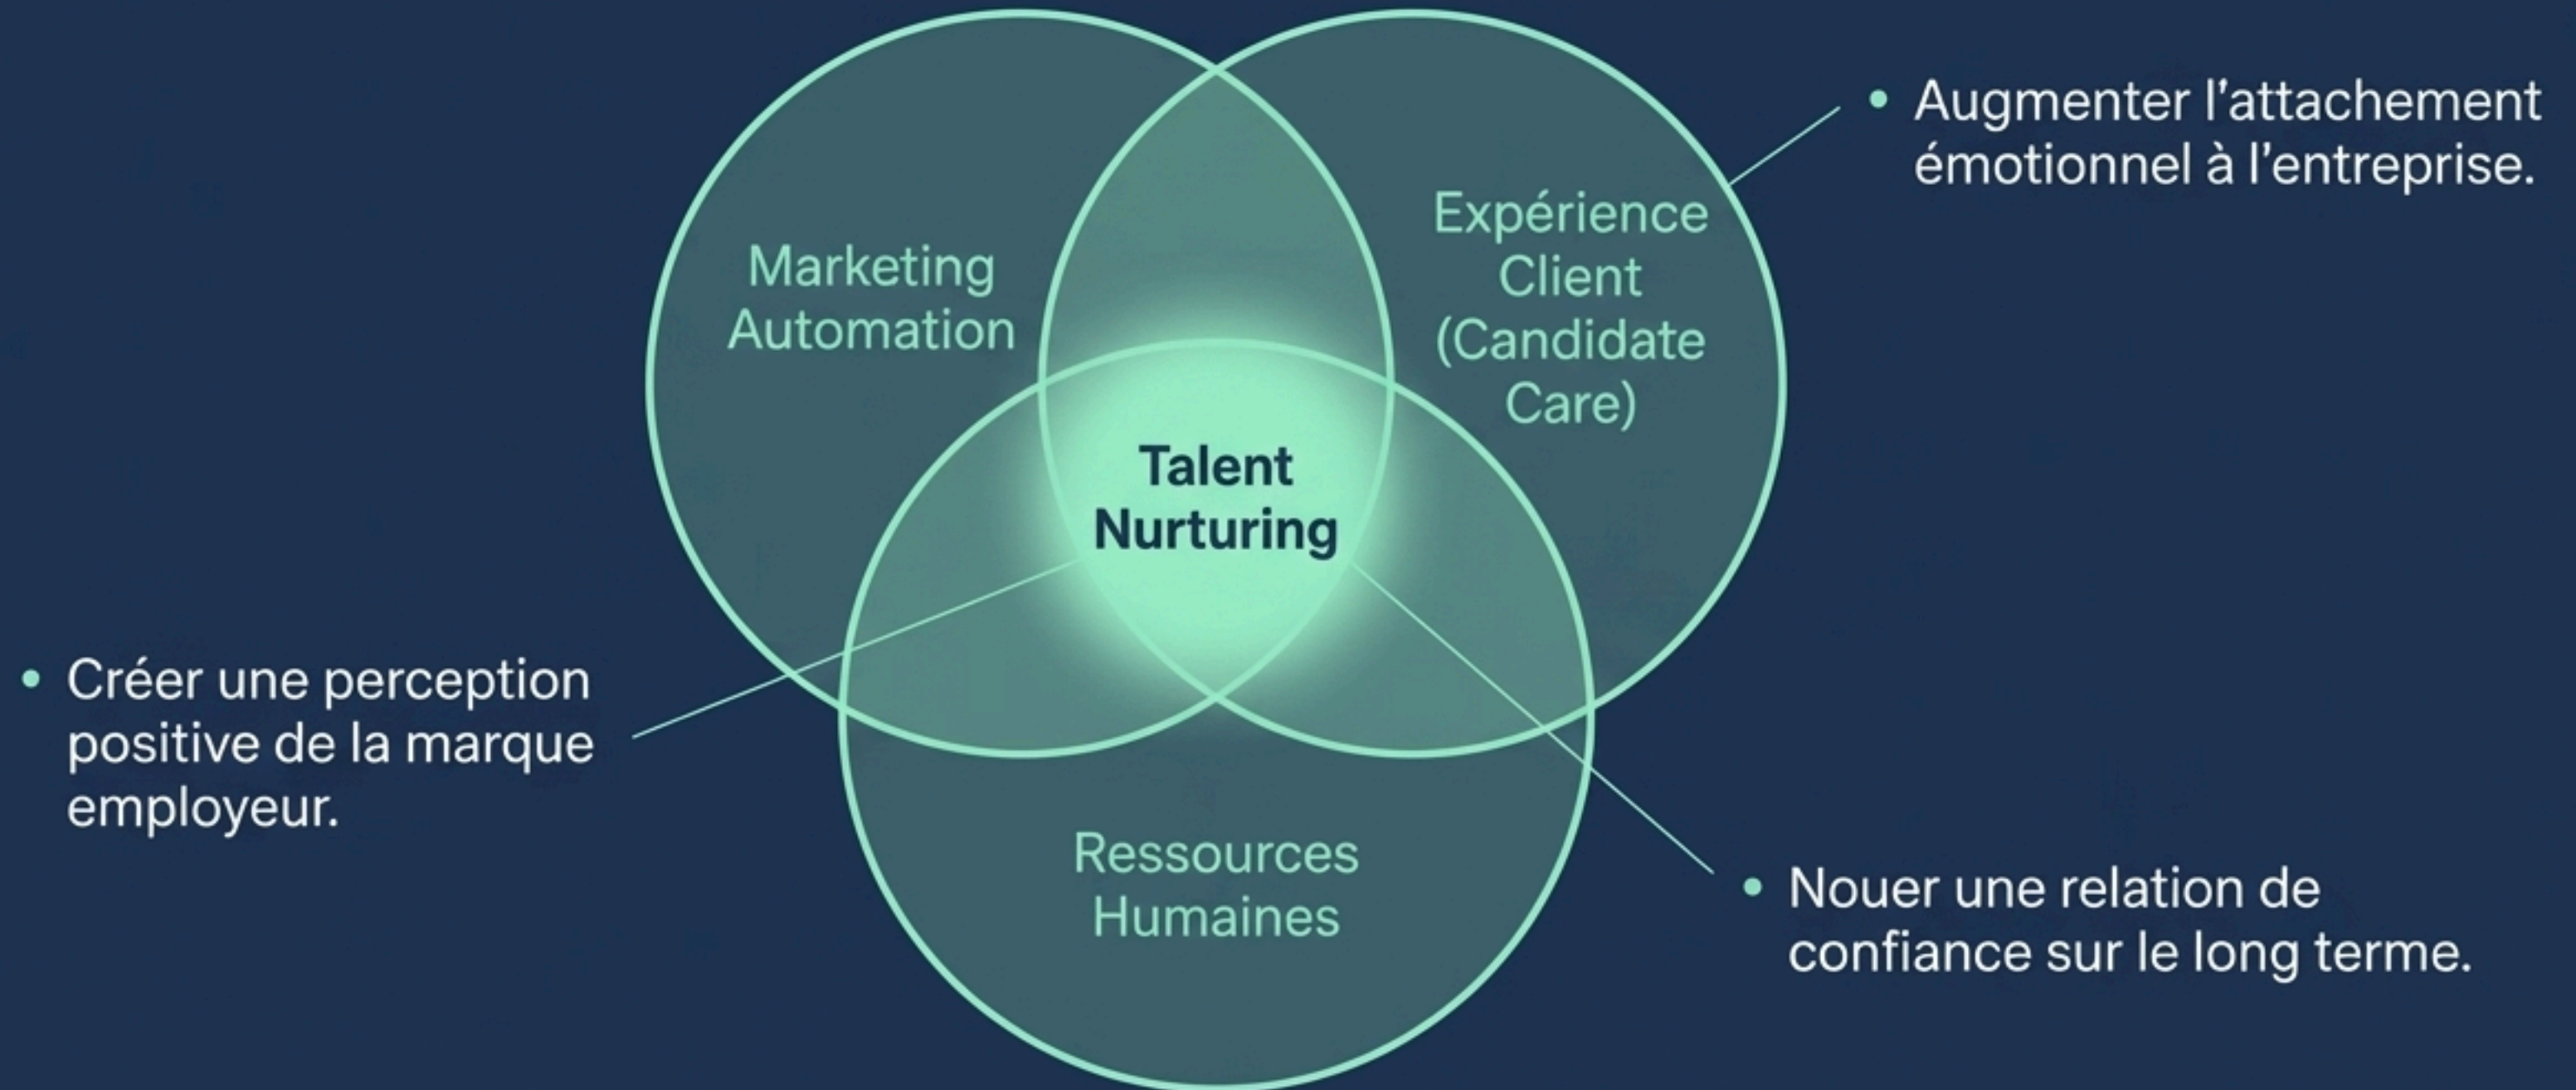 Marketing
Automation
Expérience
Client
(Candidate
Care)
• Augmenter l'attachement
émotionnel à l'entreprise.
Talent
Nurturing
• Créer une perception
positive de la marque
employeur.
Ressources
Humaines
• Nouer une relation de
confiance sur le long terme.